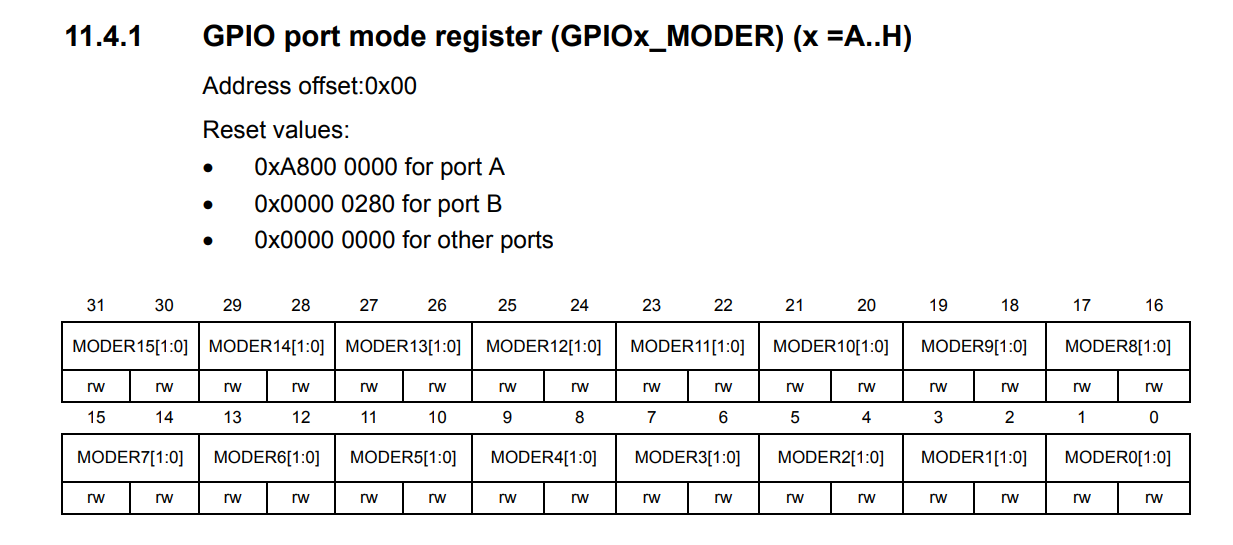 11.4.1 GPIO port mode register (GPIOx_MODER) (x =A..H)
Address offset:0x00
Reset values:
• 0xA800 0000 for port A
• 0x0000 0280 for port B
• 0x0000 0000 for other ports
31 30 29 28 27 26 25 24 23 22 21 20 19 18 17 16
MODER15[1:0] MODER14[1:0] MODER13[1:0] MODER12[1:0] MODER11[1:0] MODER10[1:0] MODER9[1:0] MODER8[1:0]
rw rw rw rw rw rw rw rw rw rw rw rw rw rw rw rw
15 14 13 12 11 10 9 8 7 6 5 4 3 2 1 0
MODER7[1:0] MODER6[1:0] MODER5[1:0] MODER4[1:0] MODER3[1:0] MODER2[1:0] MODER1[1:0] MODER0[1:0]
rw rw rw rw rw rw rw rw rw rw rw rw rw rw rw rw